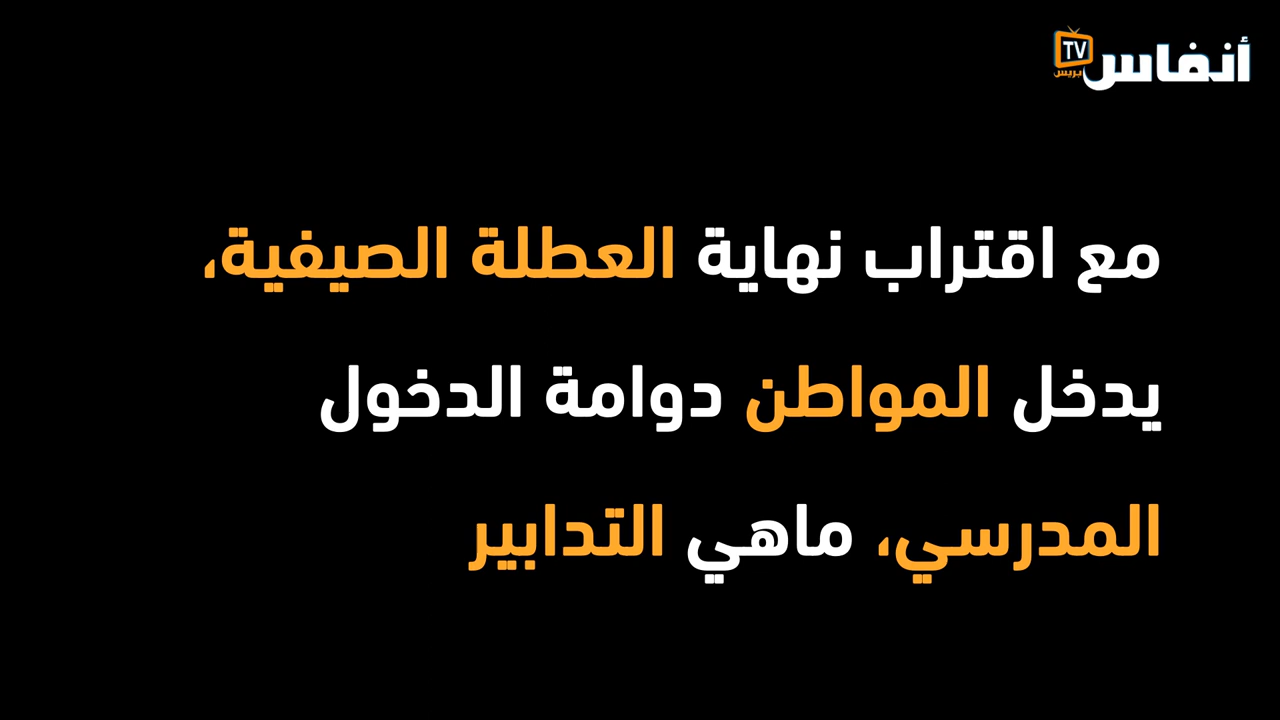 أنفاس
TV
بريس
مع اقتراب نهاية العطلة الصيفية،
يدخل المواطن دوامة الدخول
المدرسي، ماهي التدابير